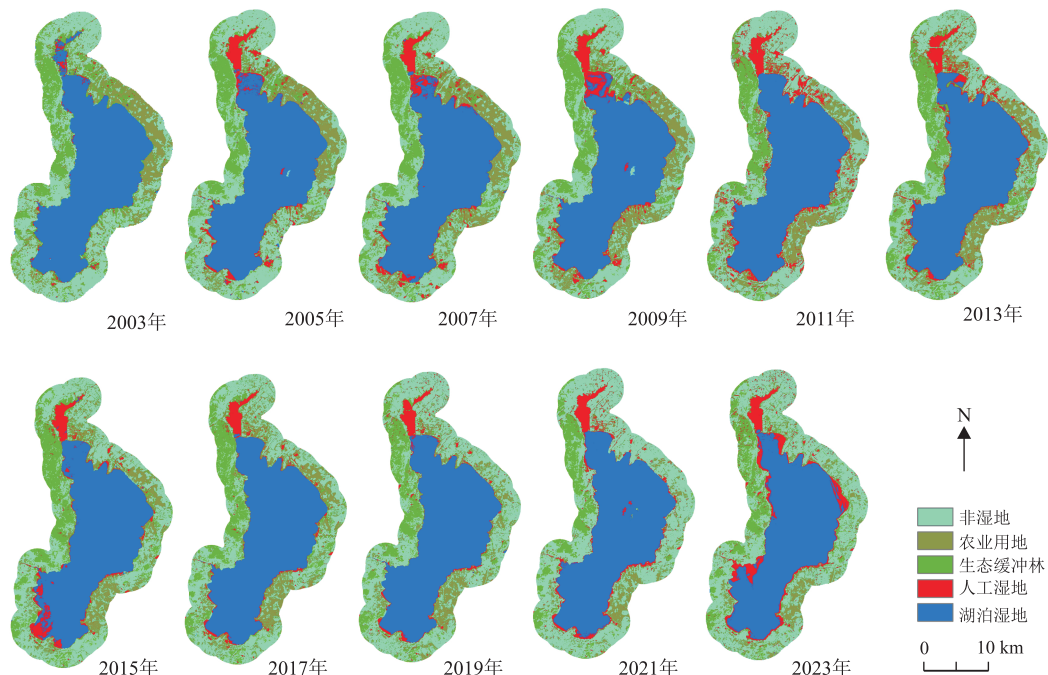 2003年
2005年
2007年
2009年
2011年
2013年
2015年
2017年
2019年
2021年
2023年
N
非湿地
农业用地
生态缓冲林
人工湿地
湖泊湿地
0 10 km